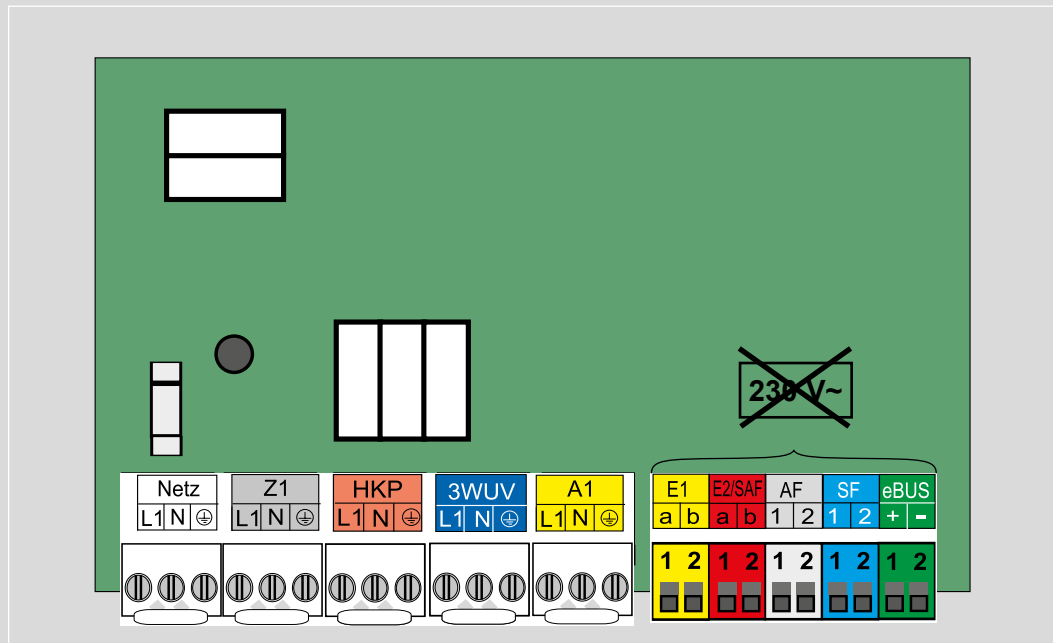 230 V~
Netz Z1 HKP 3WUV A1 E1 E2/SAF AF SF eBUS
L1 N ⏚ L1 N ⏚ L1 N ⏚ L1 N ⏚ L1 N ⏚ a b a b 1 2 1 2 + -
1 2 1 2 1 2 1 2 1 2